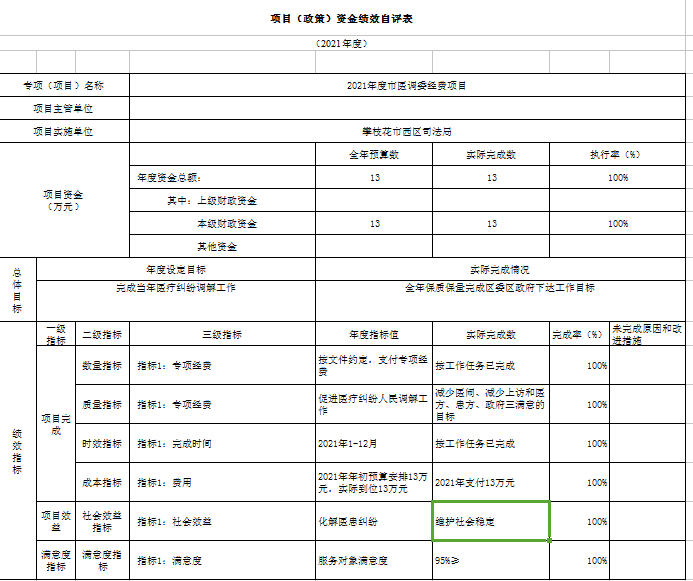 项目（政策）资金绩效自评表
（2021年度）
专项（项目）名称 2021年度市医调委经费项目
项目主管单位
项目实施单位 攀枝花市西区司法局
项目资金
（万元）
全年预算数 实际完成数 执行率（%）
年度资金总额： 13 13 100%
其中：上级财政资金
本级财政资金 13 13 100%
其他资金
总体目标
年度设定目标 实际完成情况
完成当年医疗纠纷调解工作 全年保质保量完成区委区政府下达工作目标
绩效指标
一级
指标
二级指标 三级指标 年度指标值 实际完成数 完成率（%）
未完成原因和改
进措施
项目完
成
数量指标 指标1：专项经费
按文件约定，支付专项经
费
按工作任务已完成 100%
质量指标 指标1：专项经费
促进医疗纠纷人民调解工
作
减少医闹、减少上访和医
方、患方、政府三满意的
目标
100%
时效指标 指标1：完成时间 2021年1-12月 按工作任务已完成 100%
成本指标 指标1：费用
2021年年初预算安排13万
元，实际到位13万元
2021年支付13万元 100%
项目效
益
社会效益
指标
指标1：社会效益 化解医患纠纷 维护社会稳定 100%
满意度
指标
满意度指
标
指标1：满意度 服务对象满意度 95%≥ 100%